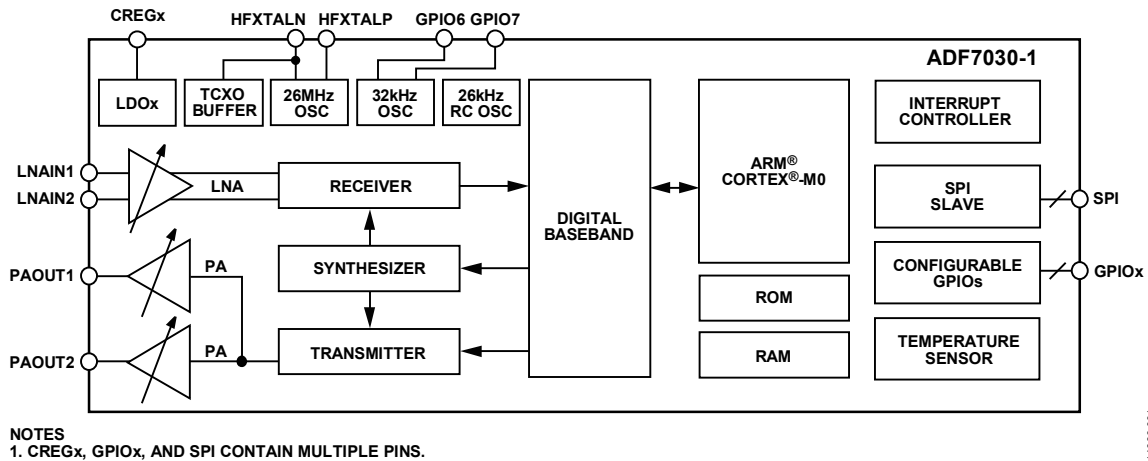 CREGx
HFXTALN
HFXTALP
GPIO6
GPIO7
ADF7030-1
LDOx
TCXO
BUFFER
26MHz
OSC
32kHz
OSC
26kHz
RC OSC
INTERRUPT
CONTROLLER
LNAIN1
LNAIN2
LNA
RECEIVER
ARM®
CORTEX®-M0
SPI
SLAVE
SPI
DIGITAL
BASEBAND
PAOUT1
PA
SYNTHESIZER
CONFIGURABLE
GPIOs
GPIOx
ROM
PAOUT2
PA
TRANSMITTER
RAM
TEMPERATURE
SENSOR
NOTES
1. CREGx, GPIOx, AND SPI CONTAIN MULTIPLE PINS.